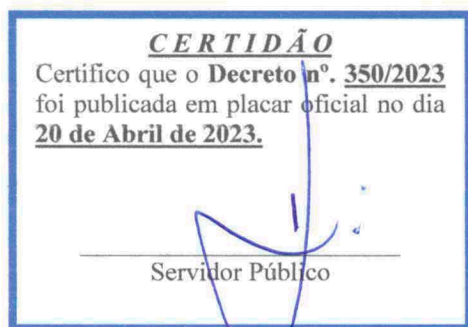 CERTIDÃO
Certifico que o Decreto nº. 350/2023
foi publicada em placar oficial no dia
20 de Abril de 2023.
Servidor Público